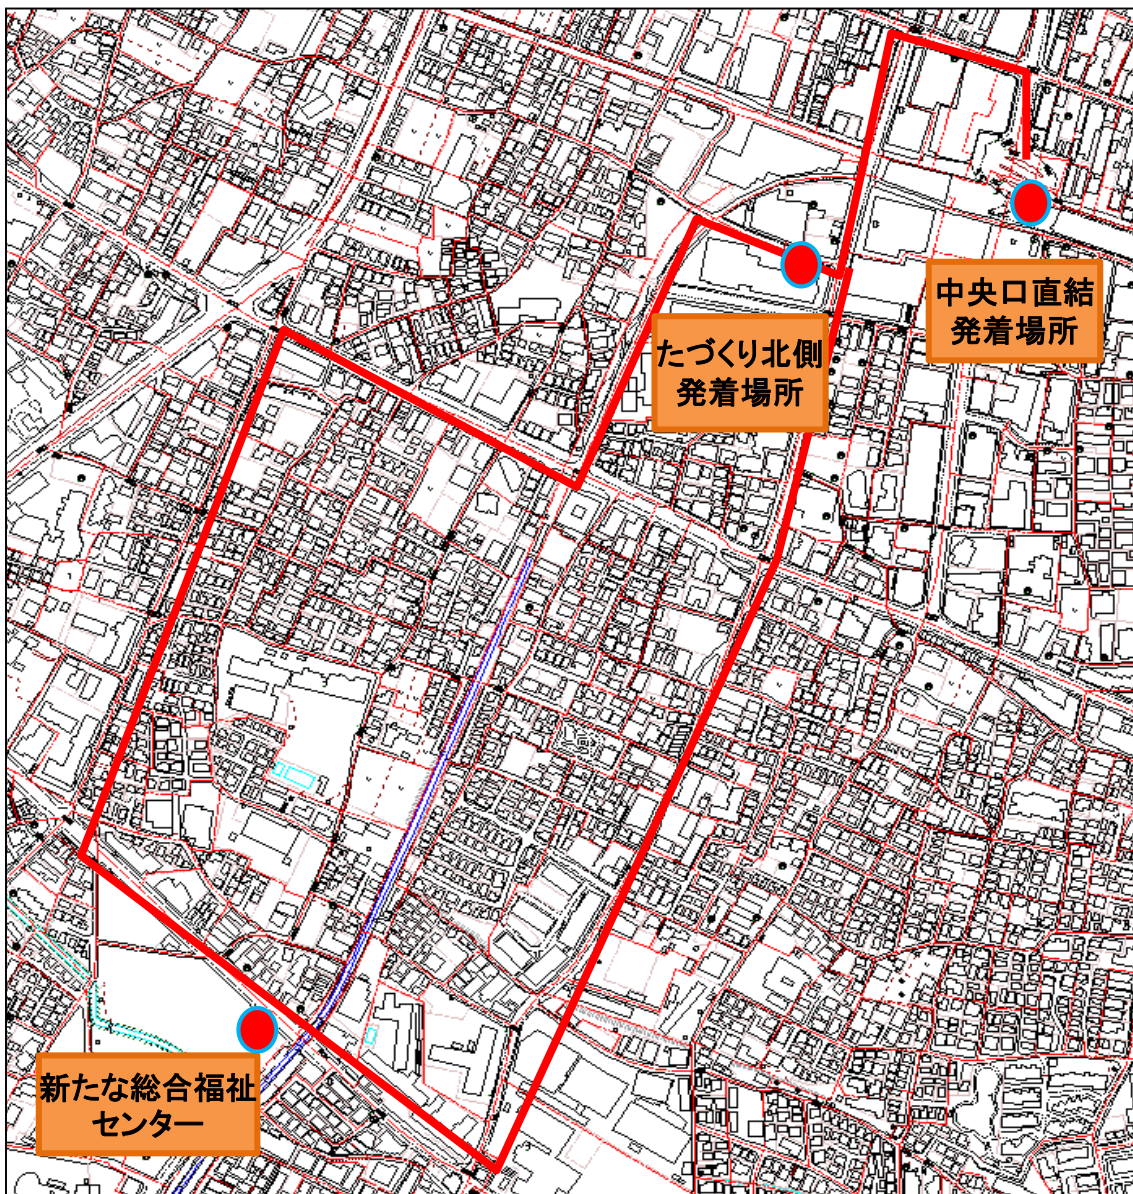 中央口直結
発着場所
たづくり北側
発着場所
新たな総合福祉
センター